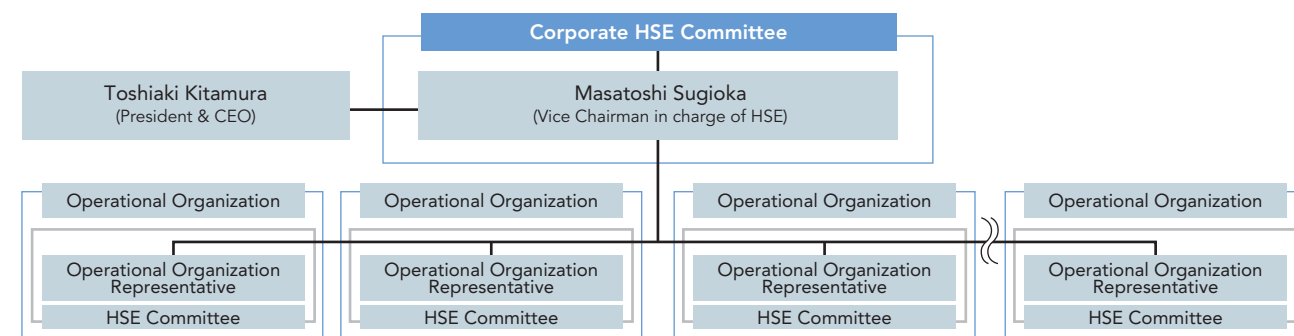 Corporate HSE Committee
Toshiaki Kitamura
(President & CEO)
Masatoshi Sugioka
(Vice Chairman in charge of HSE)
Operational Organization
Operational Organization
Operational Organization
Operational Organization
Operational Organization
Representative
Operational Organization
Representative
Operational Organization
Representative
Operational Organization
Representative
HSE Committee
HSE Committee
HSE Committee
HSE Committee